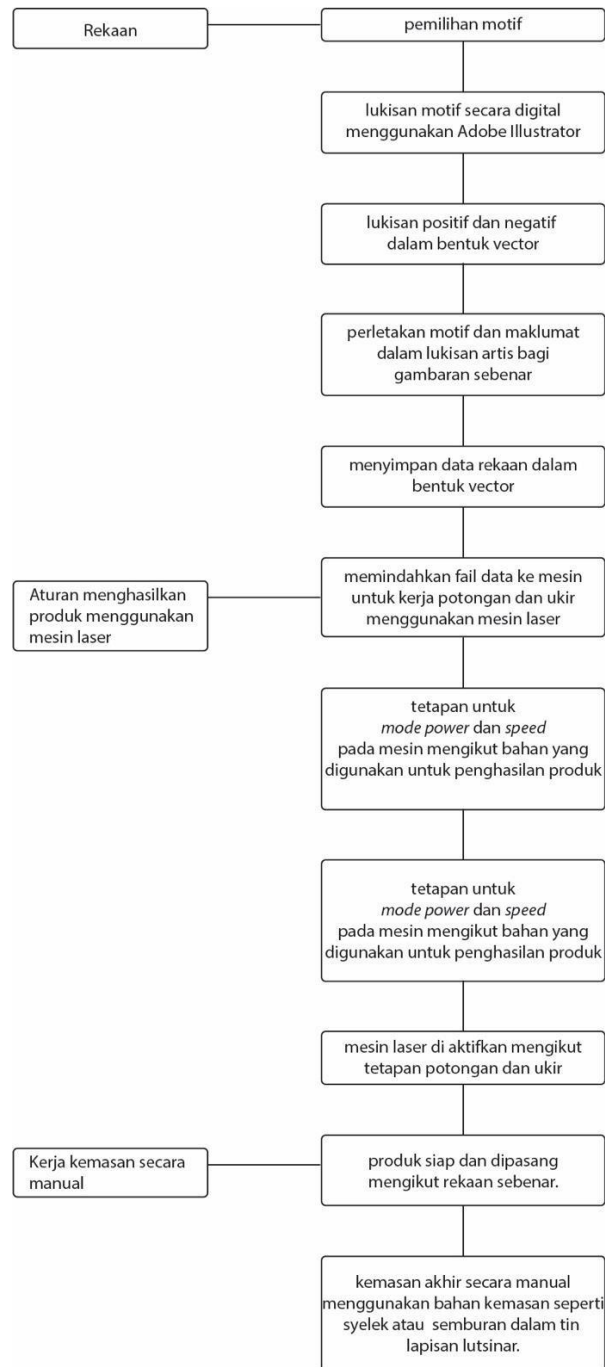 Rekaan
pemilihan motif
lukisan motif secara digital
menggunakan Adobe Illustrator
lukisan positif dan negatif
dalam bentuk vector
perletakan motif dan maklumat
dalam lukisan artis bagi
gambaran sebenar
menyimpan data rekaan dalam
bentuk vector
Aturan menghasilkan
produk menggunakan
mesin laser
memindahkan fail data ke mesin
untuk kerja potongan dan ukir
menggunakan mesin laser
tetapan untuk
mode power dan speed
pada mesin mengikut bahan yang
digunakan untuk penghasilan produk
tetapan untuk
mode power dan speed
pada mesin mengikut bahan yang
digunakan untuk penghasilan produk
mesin laser di aktifkan mengikut
tetapan potongan dan ukir
Kerja kemasan secara
manual
produk siap dan dipasang
mengikut rekaan sebenar.
kemasan akhir secara manual
menggunakan bahan kemasan seperti
syelek atau semburan dalam tin
lapisan lutsinar.